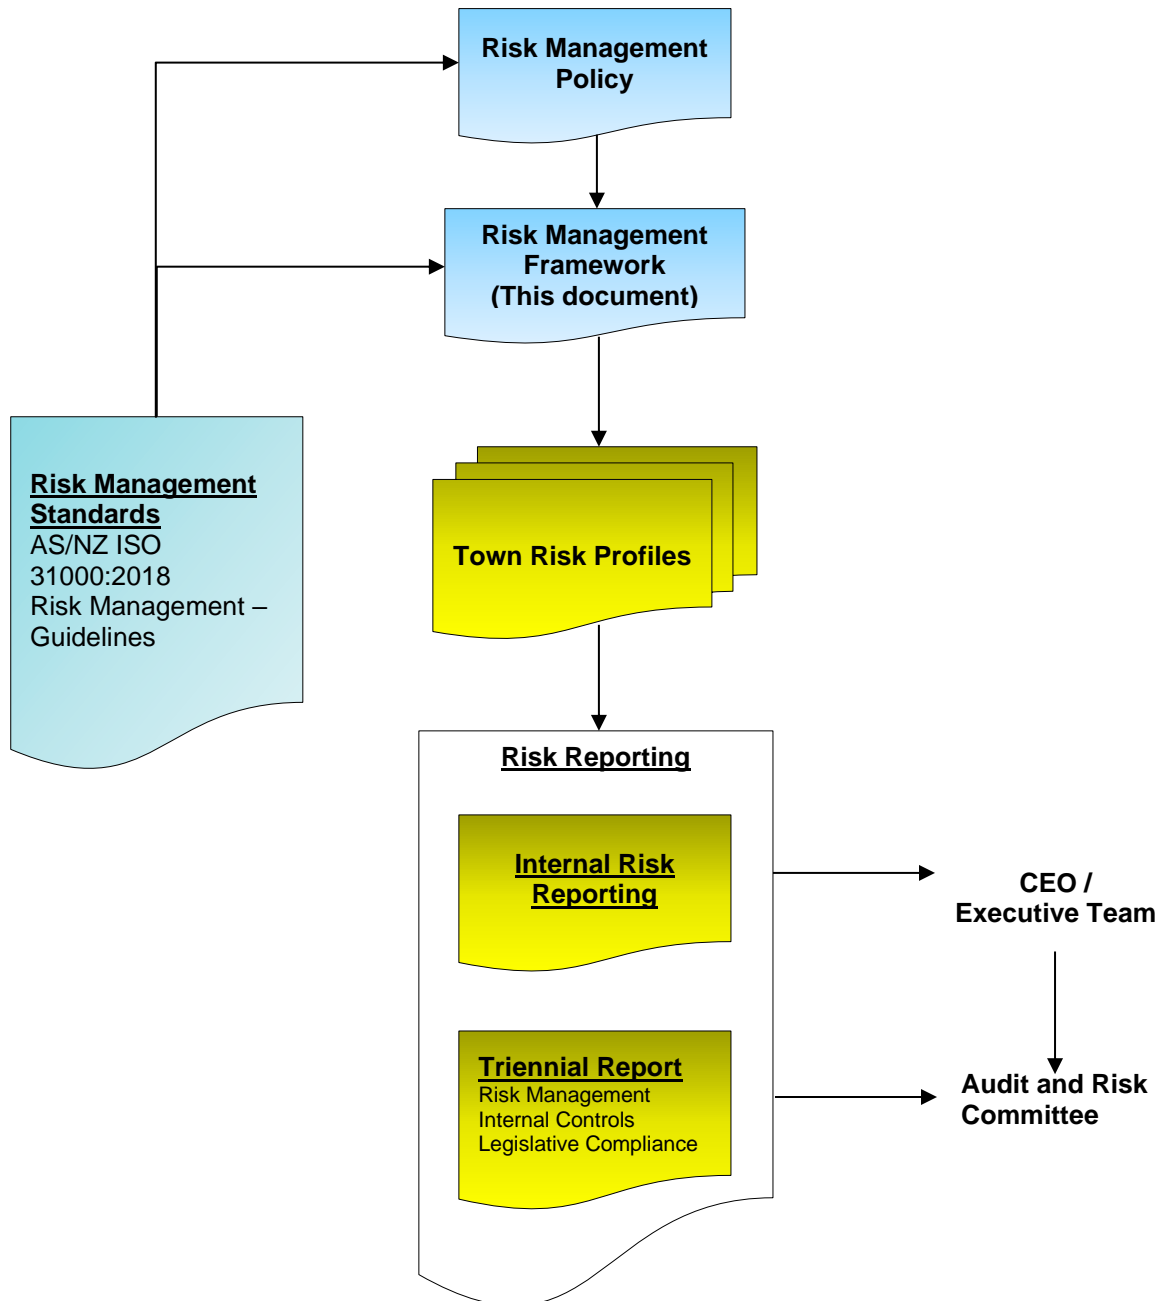 Risk Management
Policy
Risk Management
Framework
(This document)
Risk Management
Standards
AS/NZ ISO
31000:2018
Risk Management –
Guidelines
Town Risk Profiles
Risk Reporting
Internal Risk
Reporting
CEO /
Executive Team
Triennial Report
Risk Management
Internal Controls
Legislative Compliance
Audit and Risk
Committee